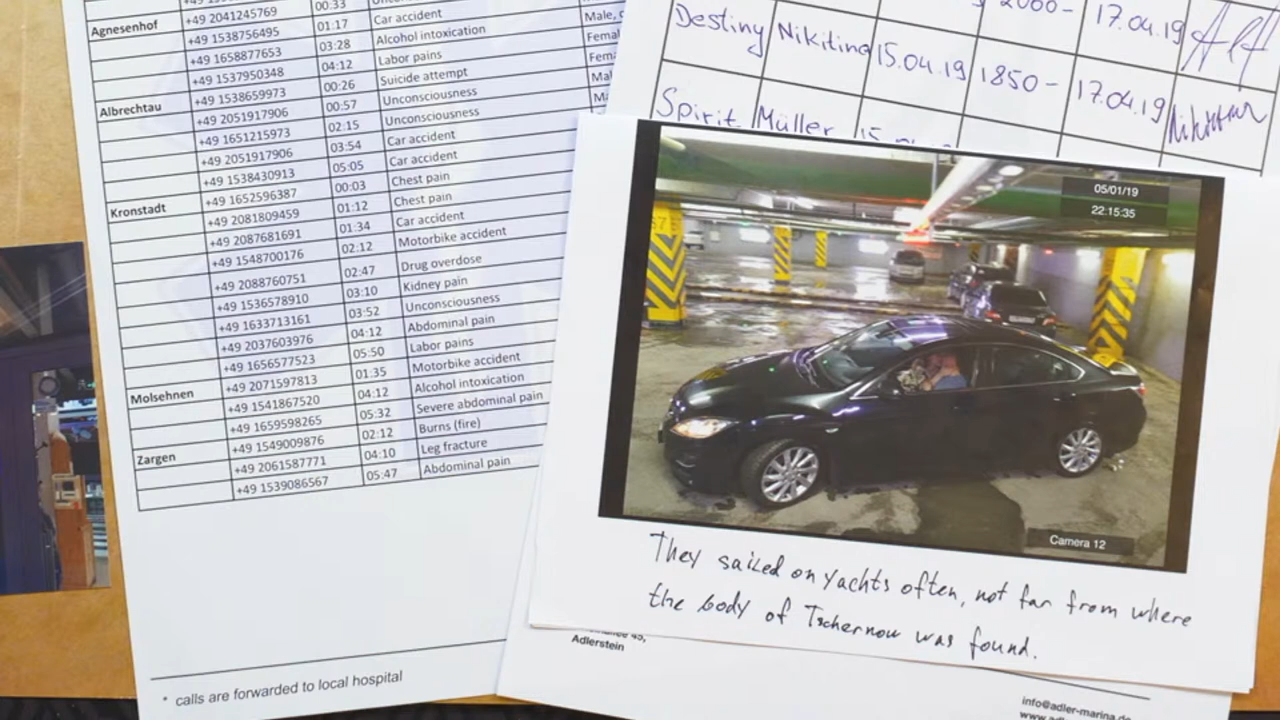 Agnesenhof +49 2041245769 00:33
+49 1538756495 01:17 Car accident Male,
+49 1658877653 03:28 Alcohol intoxication
+49 1537950348 04:12 Labor pains
Albrechtau +49 1538659973 00:26 Suicide attempt
+49 2051917906 00:57 Unconsciousness
+49 1651215973 02:15 Unconsciousness
+49 2051917906 03:54 Car accident
+49 1538430913 05:05 Car accident
Kronstadt +49 1652596387 00:03 Chest pain
+49 2081809459 01:12 Chest pain
+49 2087681691 01:34 Car accident
+49 1548700176 02:12 Motorbike accident
+49 2088760751 02:47 Drug overdose
+49 1536578910 03:10 Kidney pain
+49 1633713161 03:52 Unconsciousness
+49 2037603976 04:12 Abdominal pain
+49 1656577523 05:50 Labor pains
Molsehnen +49 2071597813 01:35 Motorbike accident
+49 1541867520 04:12 Alcohol intoxication
+49 1659598265 05:32 Severe abdominal pain
Zargen +49 1549009876 02:12 Burns (fire)
+49 2061587771 04:10 Leg fracture
+49 1539086567 05:47 Abdominal pain
* calls are forwarded to local hospital
2000- 17.04.19
Destiny Nikitina 15.04.19 1850- 17.04.19
Spirit Müller
05/01/19
22:15:35
Camera 12
They sailed on yachts often, not far from where
the body of Tschernow was found.
Adlerstein
info@adler-marina.de